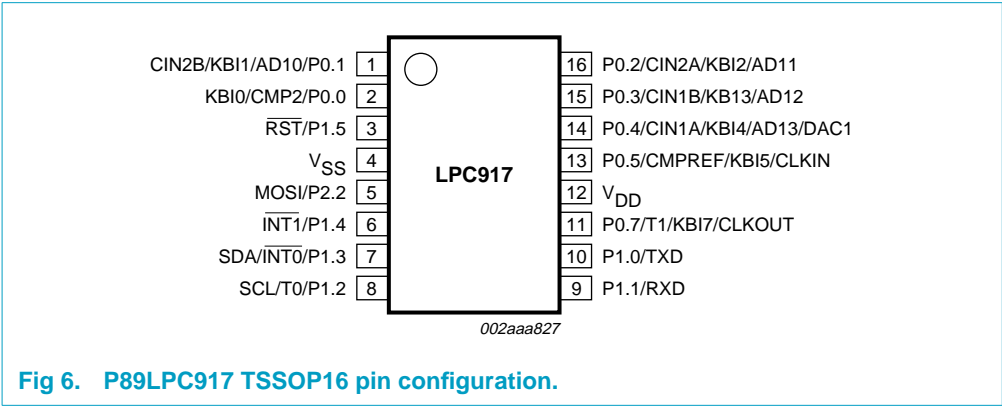 CIN2B/KBI1/AD10/P0.1 1
KBI0/CMP2/P0.0 2
RST/P1.5 3
VSS 4
MOSI/P2.2 5
INT1/P1.4 6
SDA/INT0/P1.3 7
SCL/T0/P1.2 8
LPC917
16 P0.2/CIN2A/KBI2/AD11
15 P0.3/CIN1B/KB13/AD12
14 P0.4/CIN1A/KBI4/AD13/DAC1
13 P0.5/CMPREF/KBI5/CLKIN
12 VDD
11 P0.7/T1/KBI7/CLKOUT
10 P1.0/TXD
9 P1.1/RXD
002aaa827
Fig 6. P89LPC917 TSSOP16 pin configuration.